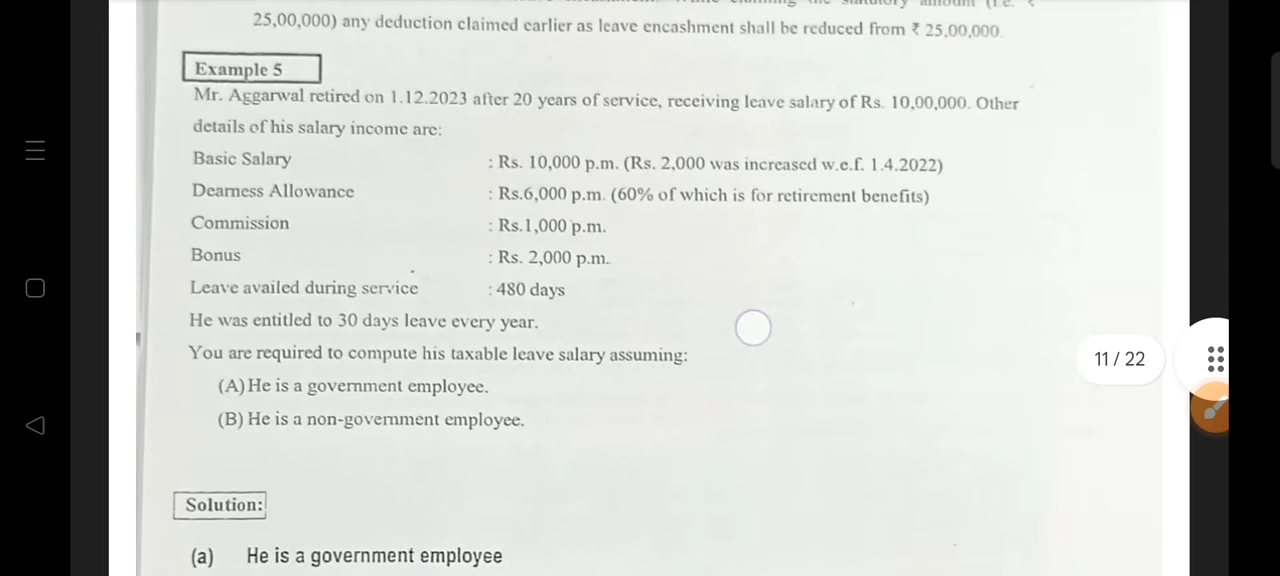 25,00,000) any deduction claimed earlier as leave encashment shall be reduced from ₹ 25,00,000.
Example 5
Mr. Aggarwal retired on 1.12.2023 after 20 years of service, receiving leave salary of Rs. 10,00,000. Other
details of his salary income are:
Basic Salary : Rs. 10,000 p.m. (Rs. 2,000 was increased w.e.f. 1.4.2022)
Dearness Allowance : Rs.6,000 p.m. (60% of which is for retirement benefits)
Commission : Rs.1,000 p.m.
Bonus : Rs. 2,000 p.m.
Leave availed during service : 480 days
He was entitled to 30 days leave every year.
You are required to compute his taxable leave salary assuming:
11 / 22
(A) He is a government employee.
(B) He is a non-government employee.
Solution:
(a) He is a government employee